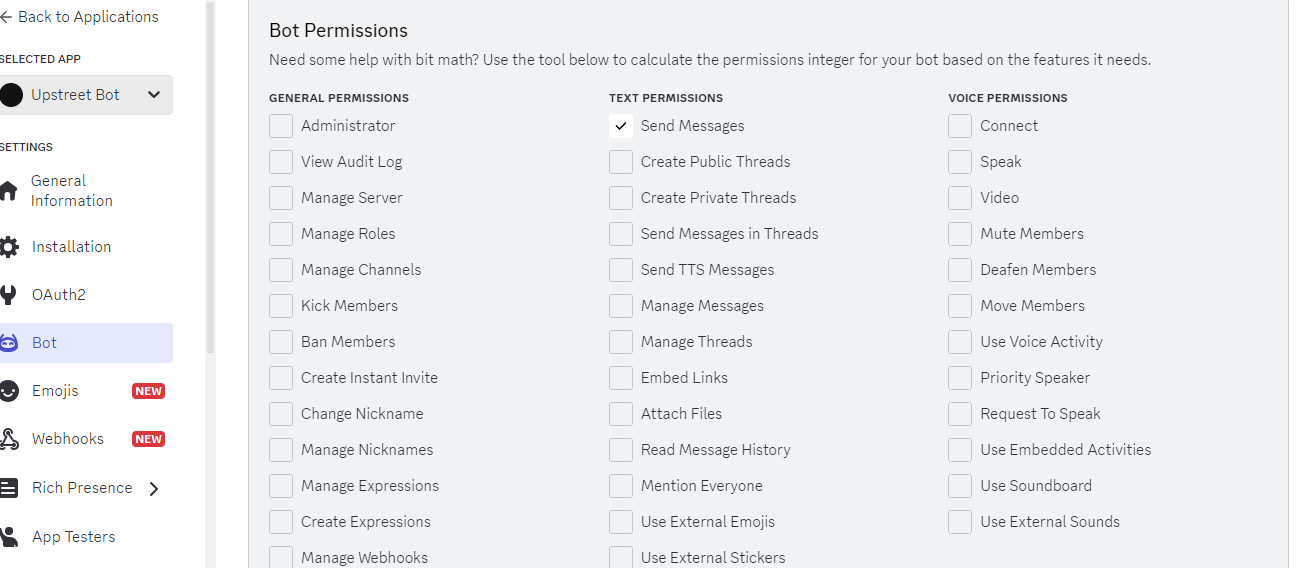 Back to Applications
SELECTED APP
Upstreet Bot
SETTINGS
General
Information
Installation
OAuth2
Bot
Emojis NEW
Webhooks NEW
Rich Presence
App Testers
Bot Permissions
Need some help with bit math? Use the tool below to calculate the permissions integer for your bot based on the features it needs.
GENERAL PERMISSIONS
Administrator
View Audit Log
Manage Server
Manage Roles
Manage Channels
Kick Members
Ban Members
Create Instant Invite
Change Nickname
Manage Nicknames
Manage Expressions
Create Expressions
Manage Webhooks
TEXT PERMISSIONS
Send Messages
Create Public Threads
Create Private Threads
Send Messages in Threads
Send TTS Messages
Manage Messages
Manage Threads
Embed Links
Attach Files
Read Message History
Mention Everyone
Use External Emojis
Use External Stickers
VOICE PERMISSIONS
Connect
Speak
Video
Mute Members
Deafen Members
Move Members
Use Voice Activity
Priority Speaker
Request To Speak
Use Embedded Activities
Use Soundboard
Use External Sounds